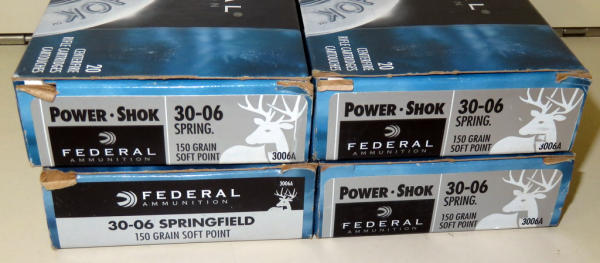 20
CENTERFIRE
RIFLE CARTRIDGES
CARTOUCHES
20
CENTERFIRE
RIFLE CARTRIDGES
CARTOUCHES
POWER·SHOK
30-06
SPRING.
FEDERAL
AMMUNITION
150 GRAIN
SOFT POINT
3006A
POWER·SHOK
30-06
SPRING.
FEDERAL
AMMUNITION
150 GRAIN
SOFT POINT
3006A
FEDERAL
AMMUNITION
3006A
30-06 SPRINGFIELD
150 GRAIN SOFT POINT
POWER·SHOK
30-06
SPRING.
FEDERAL
AMMUNITION
150 GRAIN
SOFT POINT
3006A